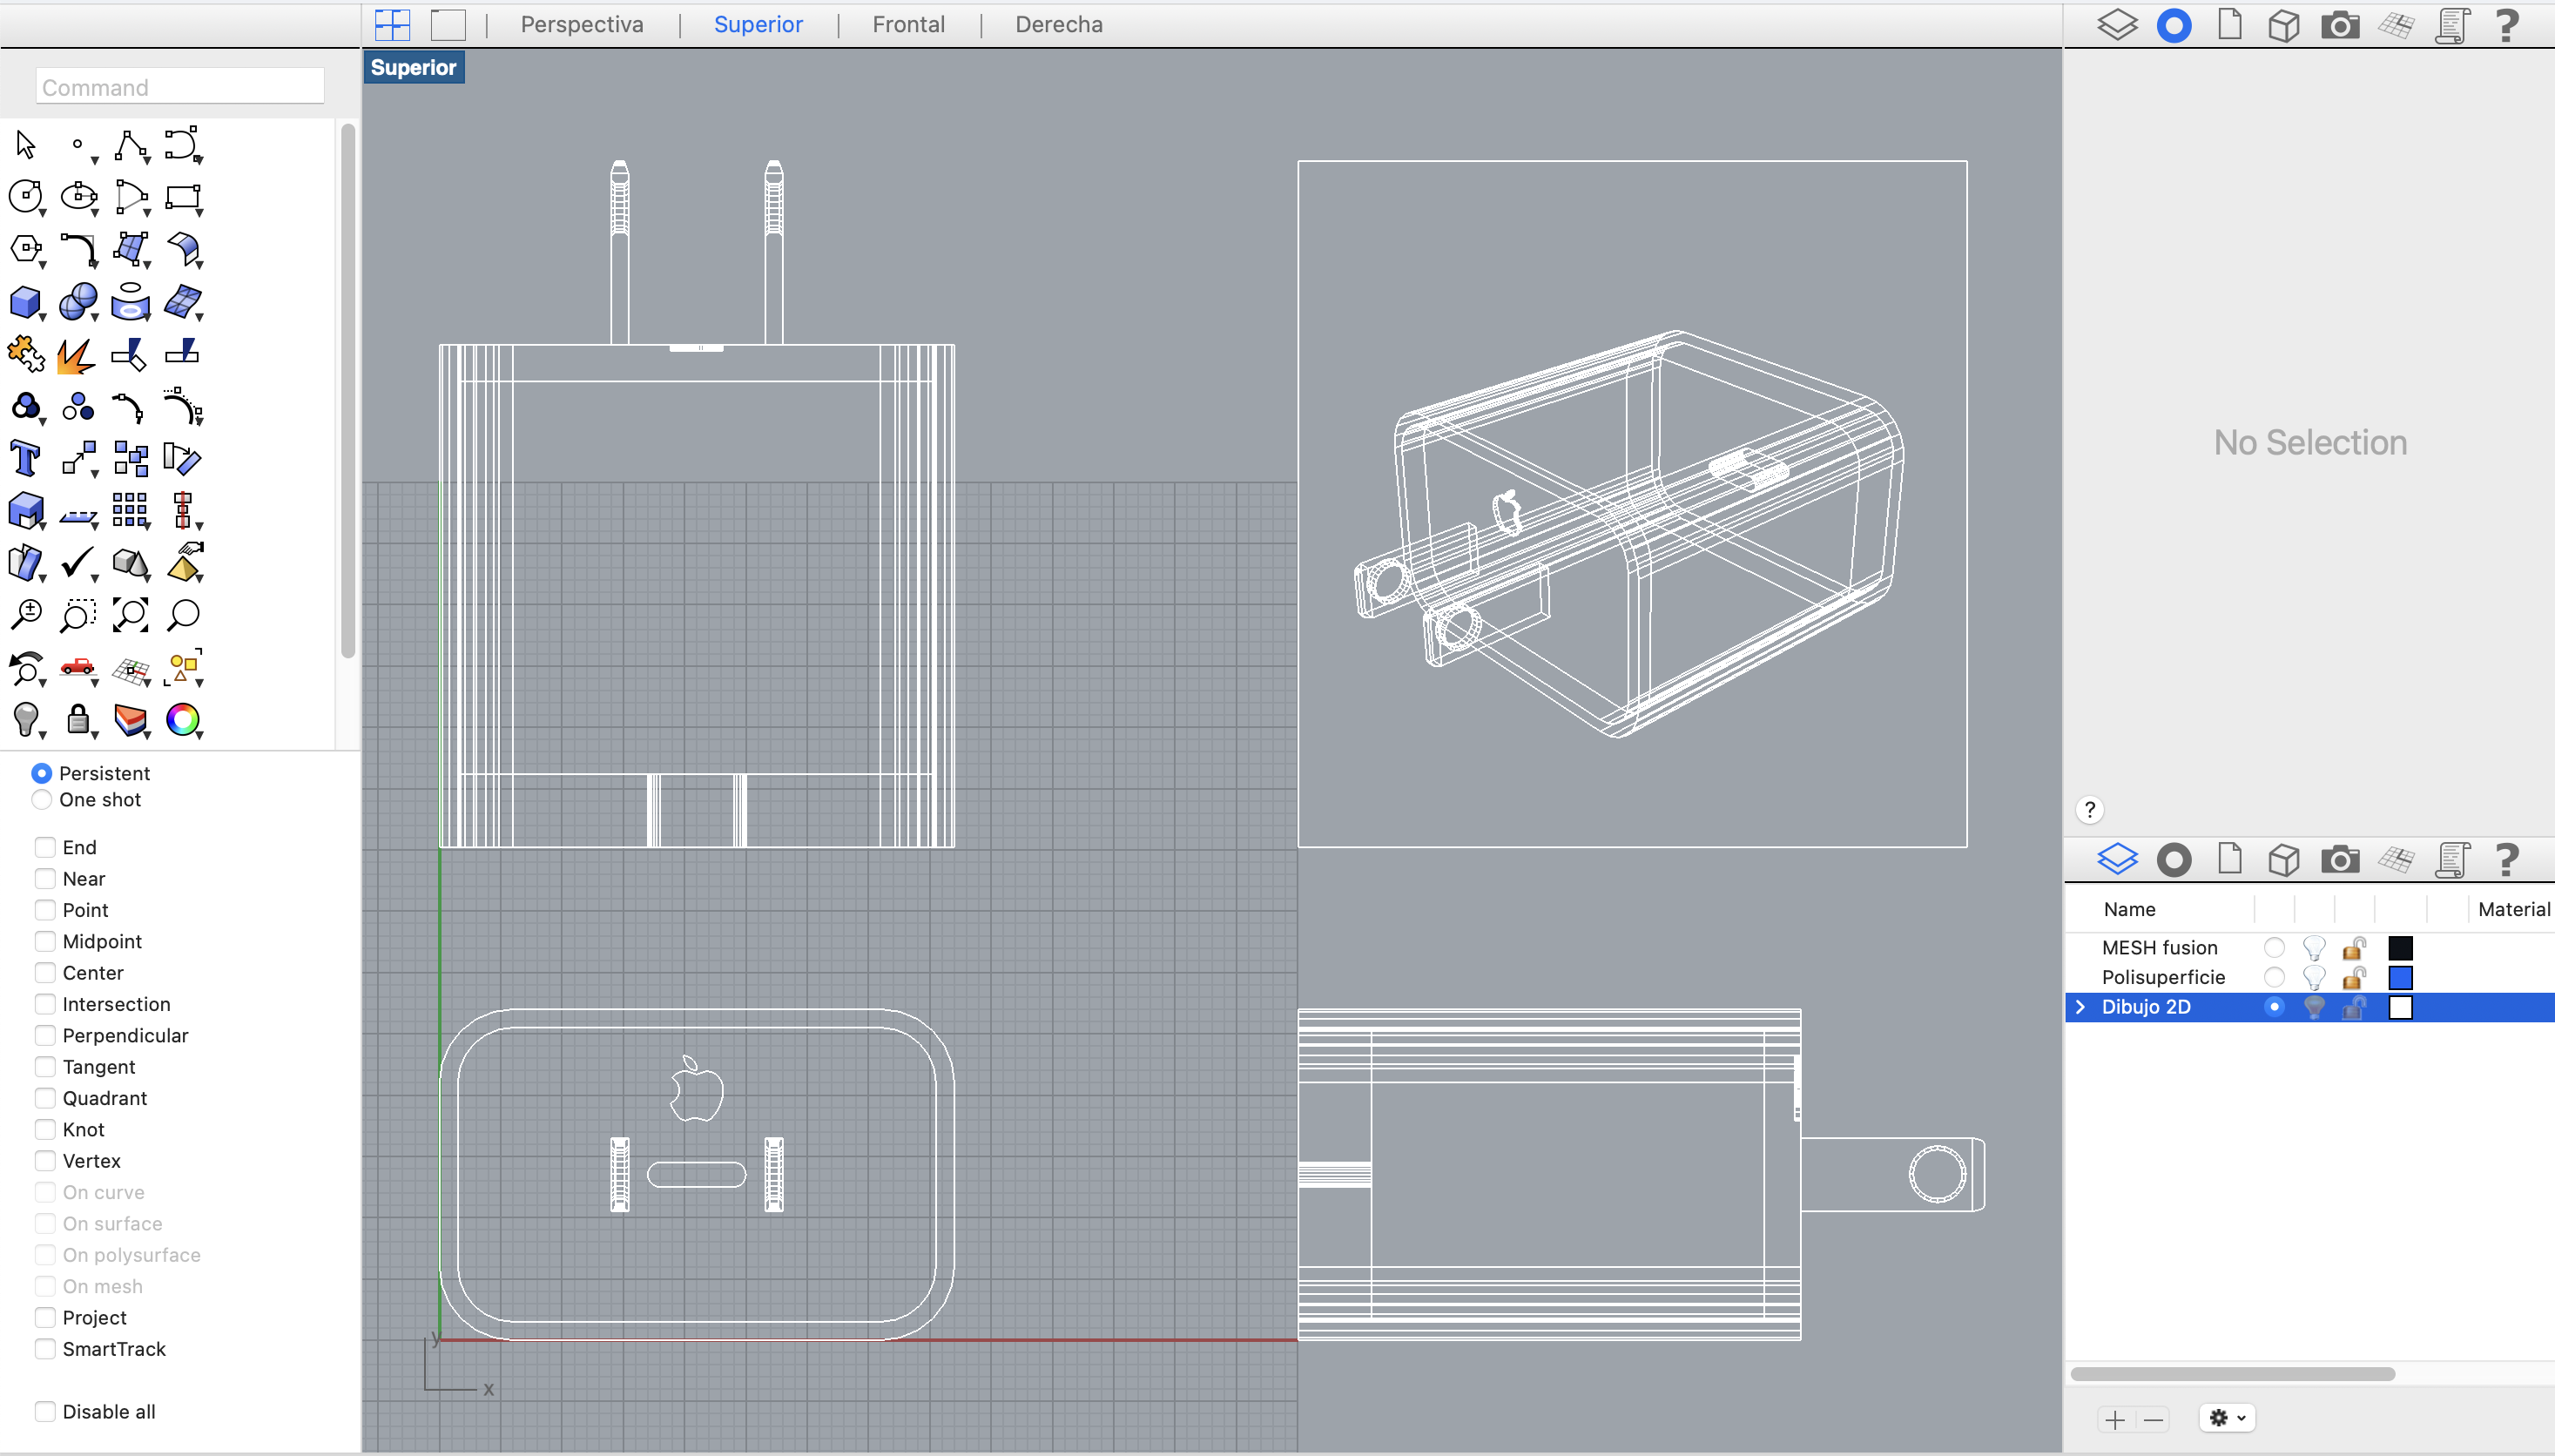 Perspectiva
Superior
Frontal
Derecha
Superior
Command
Persistent
One shot
End
Near
Point
Midpoint
Center
Intersection
Perpendicular
Tangent
Quadrant
Knot
Vertex
On curve
On surface
On polysurface
On mesh
Project
SmartTrack
Disable all
y
x
No Selection
?
Name Material
MESH fusion
Polisuperficie
Dibujo 2D